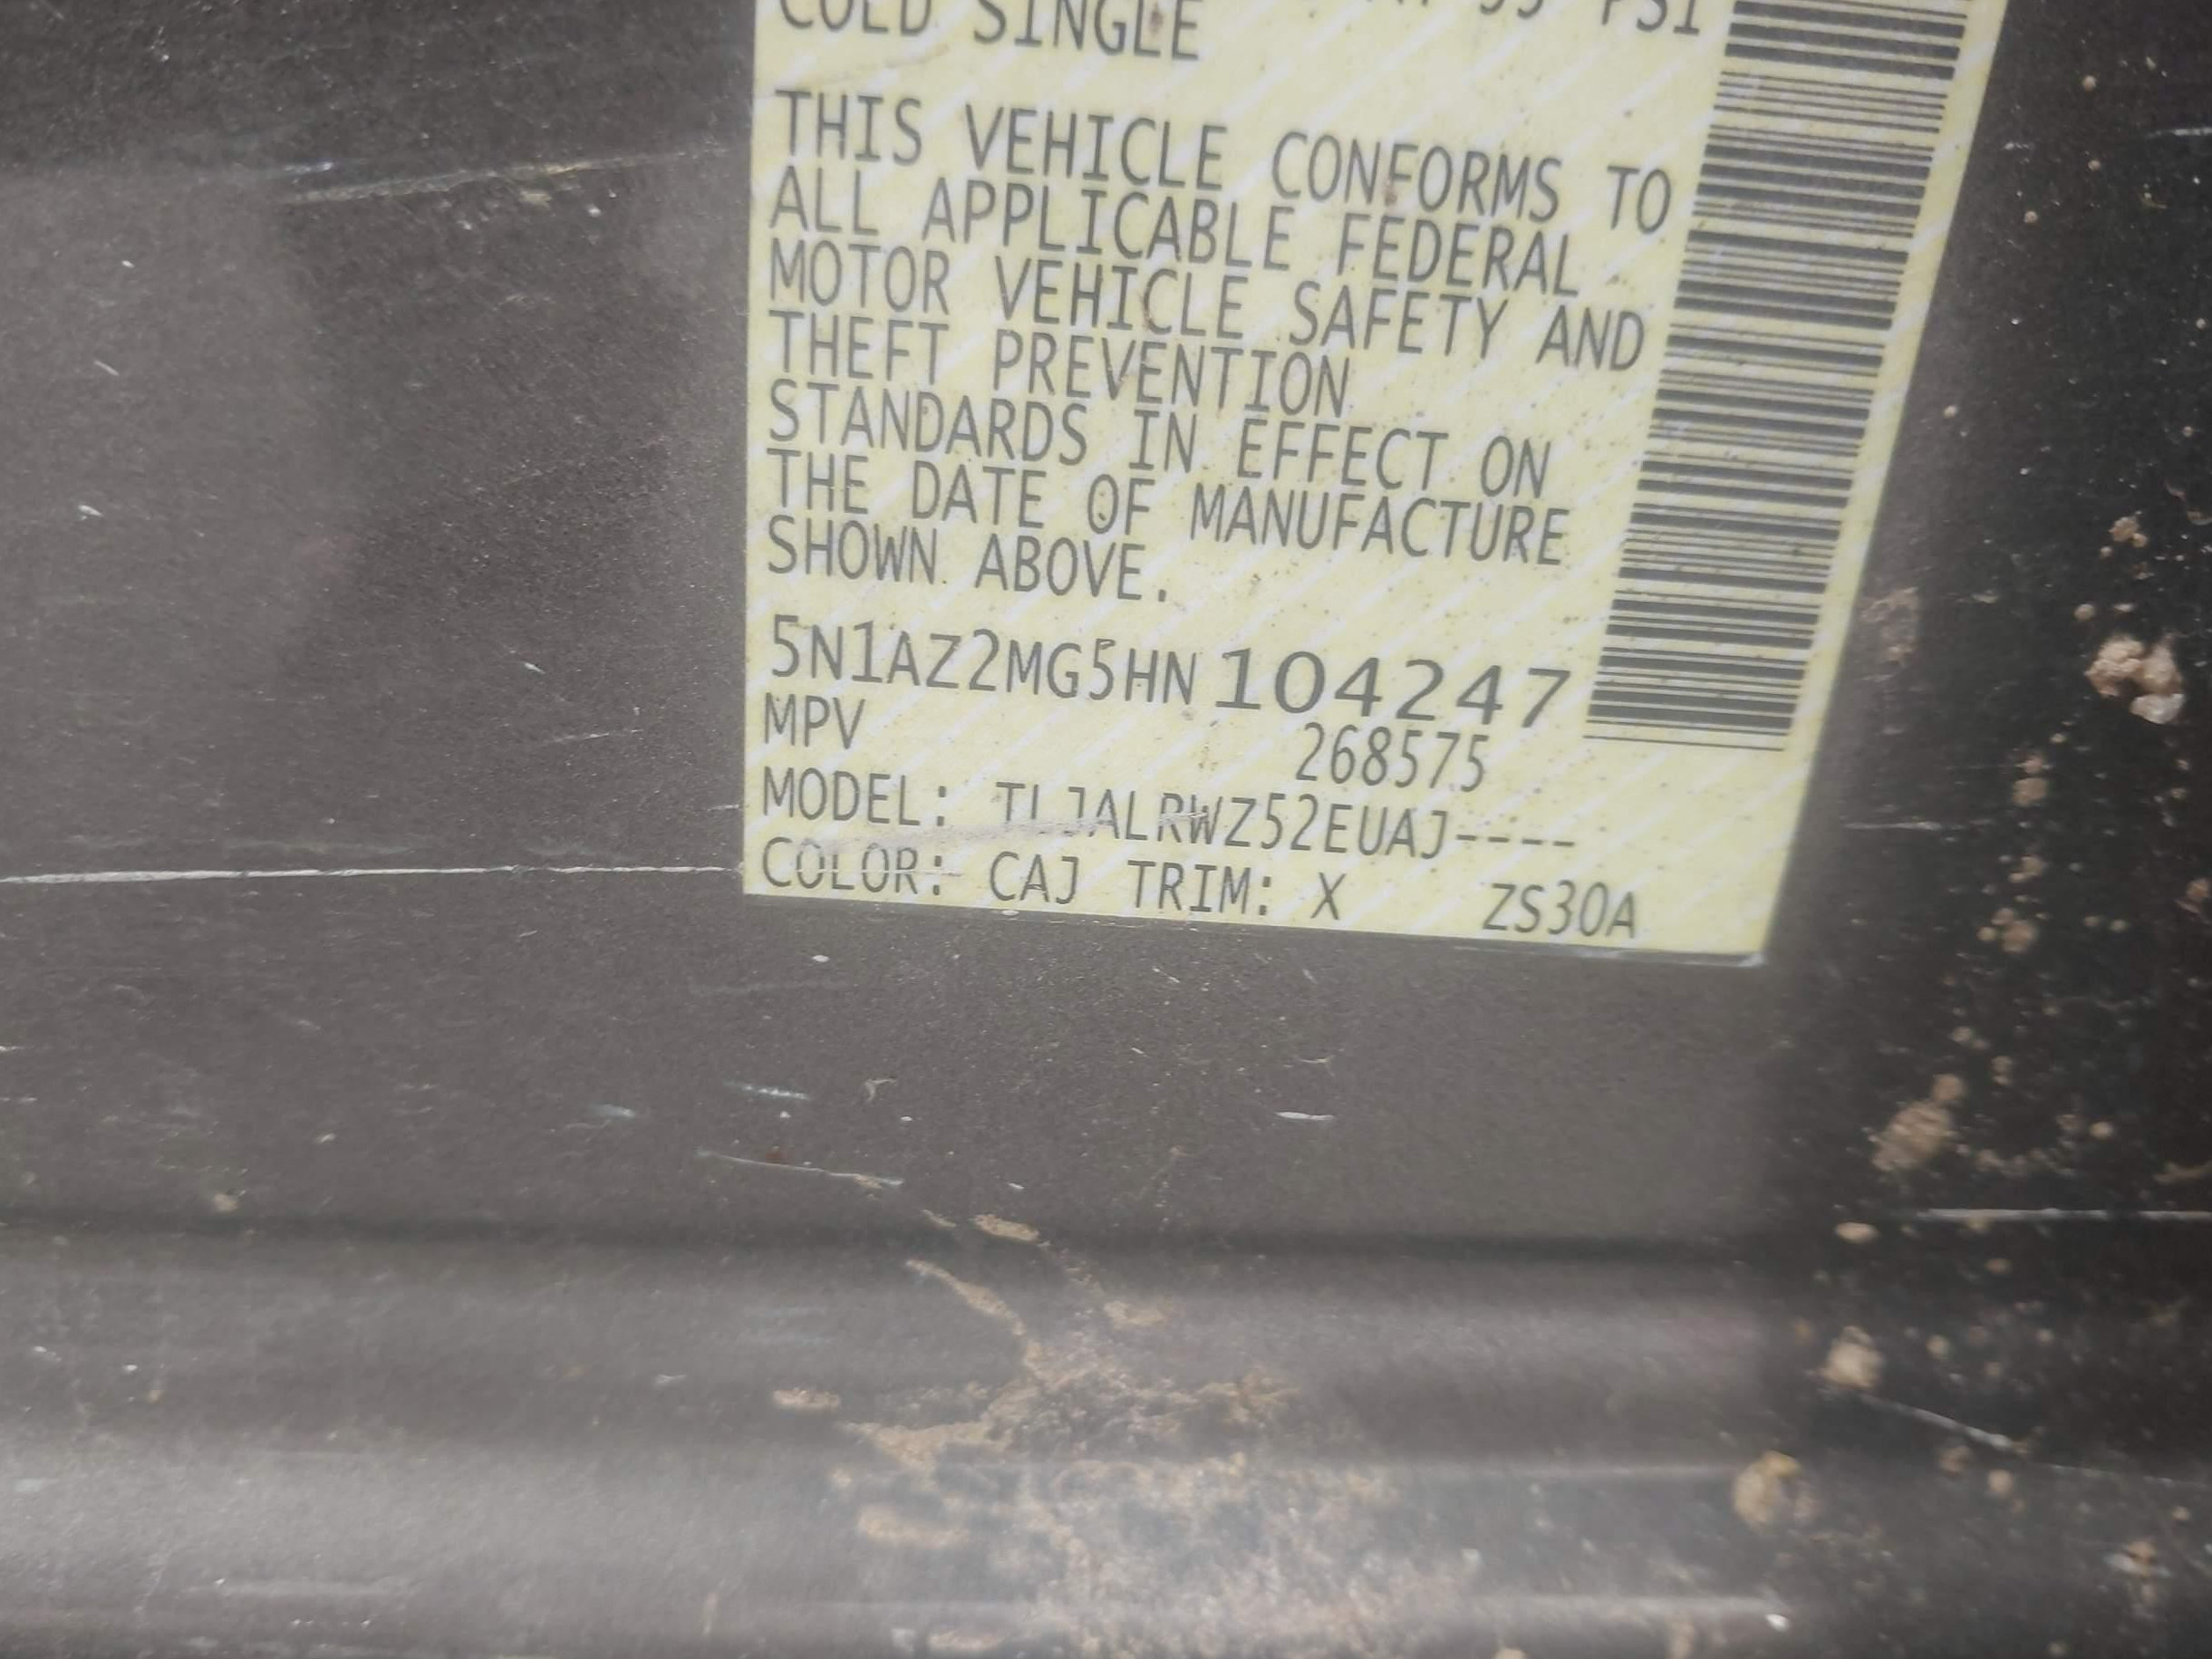 COLD SINGLE
PSI
THIS VEHICLE CONFORMS TO
ALL APPLICABLE FEDERAL
MOTOR VEHICLE SAFETY AND
THEFT PREVENTION
STANDARDS IN EFFECT ON
THE DATE OF MANUFACTURE
SHOWN ABOVE.
5N1AZ2MG5HN104247
MPV 268575
MODEL: TLJALRWZ52EUAJ----
COLOR: CAJ TRIM: X ZS30A